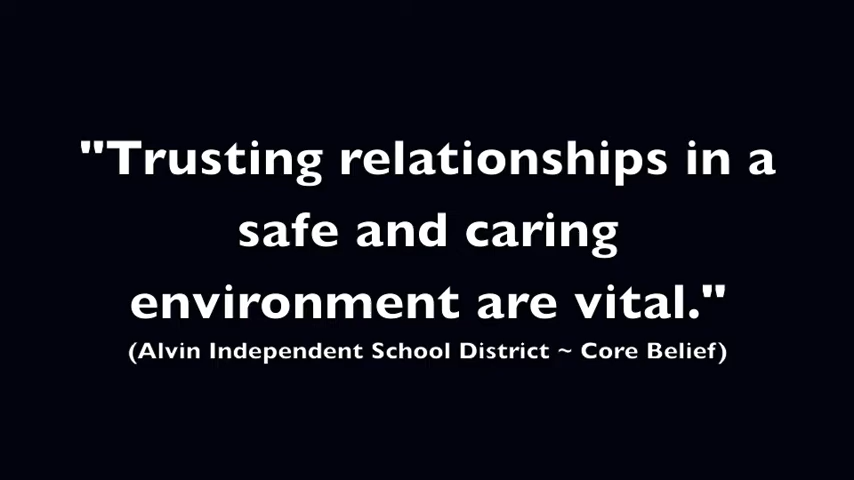 "Trusting relationships in a
safe and caring
environment are vital."
(Alvin Independent School District ~ Core Belief)